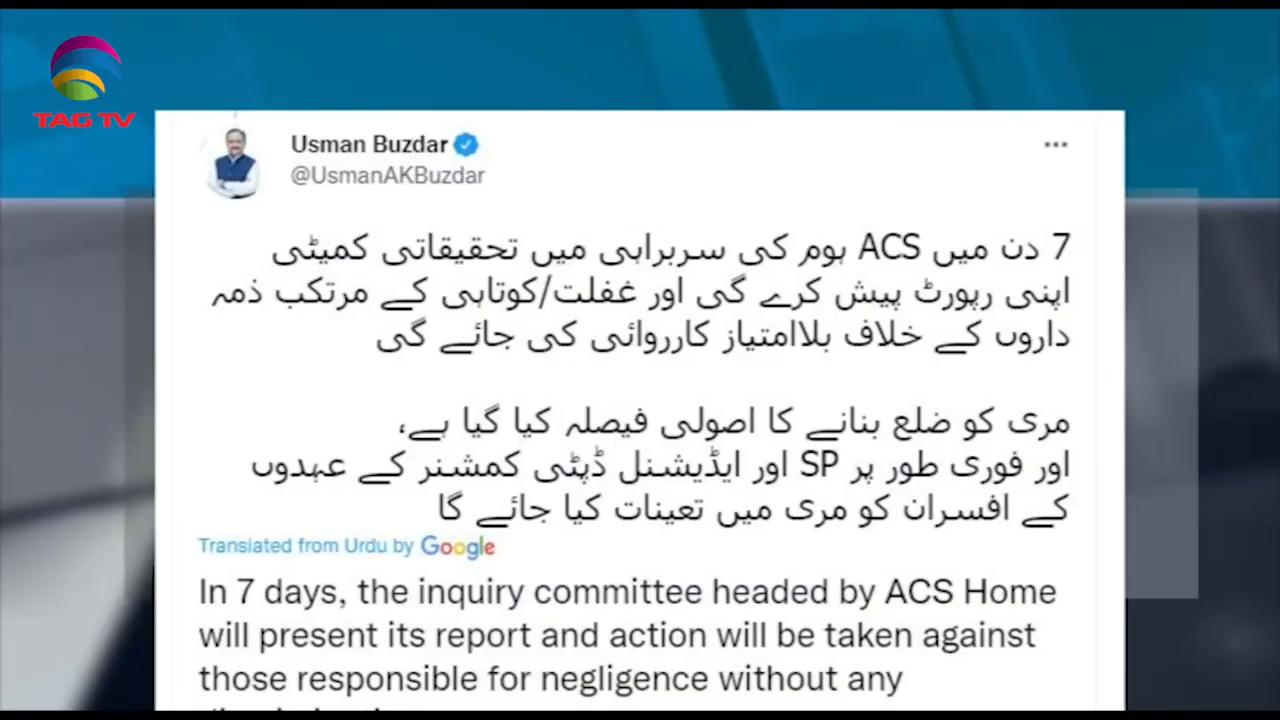 TAG TV
Usman Buzdar
@UsmanAKBuzdar
7 دن میں ACS ہوم کی سربراہی میں تحقیقاتی کمیٹی
اپنی رپورٹ پیش کرے گی اور غفلت/کوتاہی کے مرتکب ذمہ
داروں کے خلاف بلاامتیاز کارروائی کی جائے گی
مری کو ضلع بنانے کا اصولی فیصلہ کیا گیا ہے،
اور فوری طور پر SP اور ایڈیشنل ڈپٹی کمشنر کے عہدوں
کے افسران کو مری میں تعینات کیا جائے گا
Translated from Urdu by Google
In 7 days, the inquiry committee headed by ACS Home
will present its report and action will be taken against
those responsible for negligence without any